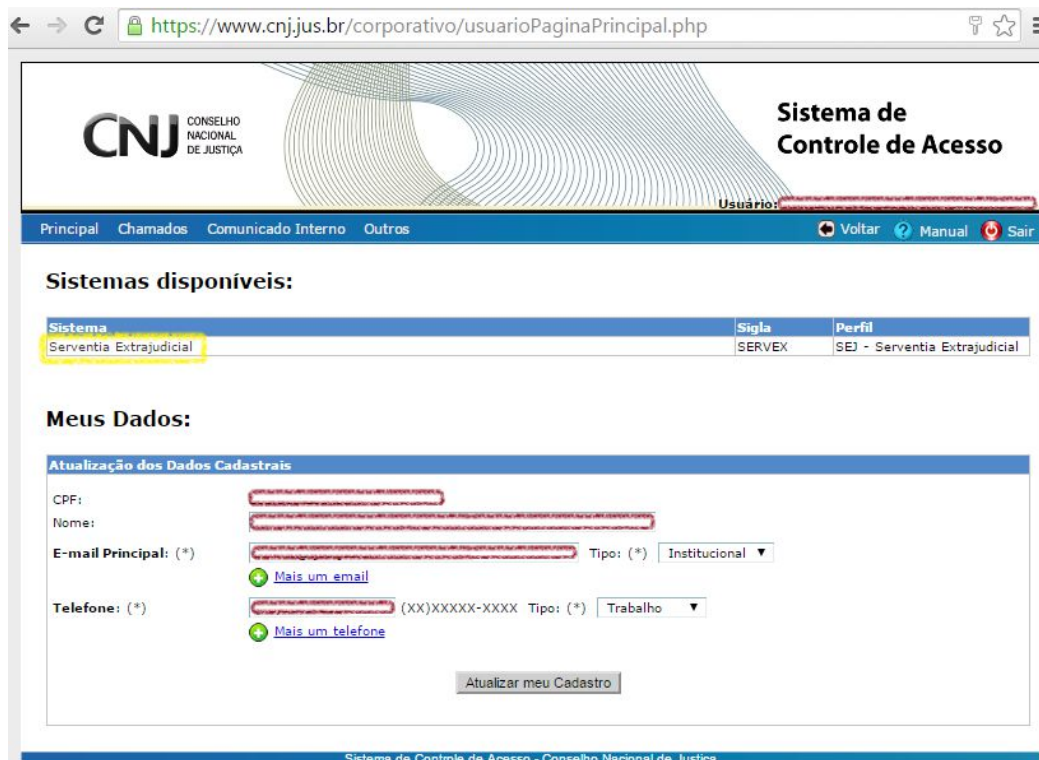 https://www.cnj.jus.br/corporativo/usuarioPaginaPrincipal.php
CNJ CONSELHO NACIONAL DE JUSTIÇA
Sistema de
Controle de Acesso
Usuário:
Principal Chamados Comunicado Interno Outros Voltar Manual Sair
Sistemas disponíveis:
Sistema Sigla Perfil
Serventia Extrajudicial SERVEX SEJ - Serventia Extrajudicial
Meus Dados:
Atualização dos Dados Cadastrais
CPF:
Nome:
E-mail Principal: (*) Tipo: (*) Institucional
Mais um email
Telefone: (*) (XX)XXXXX-XXXX Tipo: (*) Trabalho
Mais um telefone
Atualizar meu Cadastro
Sistema de Controle de Acesso - Conselho Nacional de Justiça